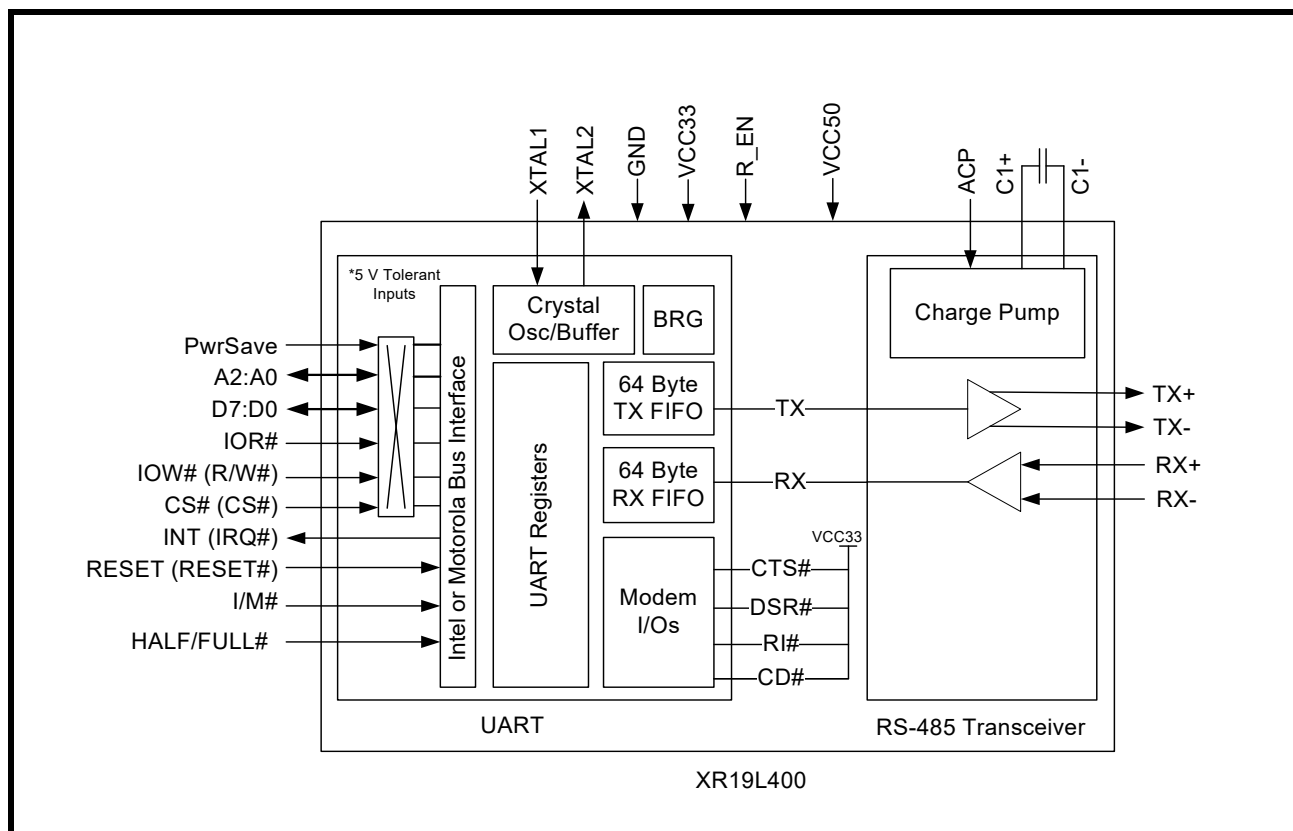 XTAL1
XTAL2
GND
VCC33
R_EN
VCC50
ACP
C1+
C1-
*5 V Tolerant
Inputs
PwrSave
A2:A0
D7:D0
IOR#
IOW# (R/W#)
CS# (CS#)
INT (IRQ#)
RESET (RESET#)
I/M#
HALF/FULL#
Intel or Motorola Bus Interface
Crystal
Osc/Buffer
BRG
UART Registers
64 Byte
TX FIFO
64 Byte
RX FIFO
Modem
I/Os
TX
RX
VCC33
CTS#
DSR#
RI#
CD#
Charge Pump
TX+
TX-
RX+
RX-
UART
RS-485 Transceiver
XR19L400